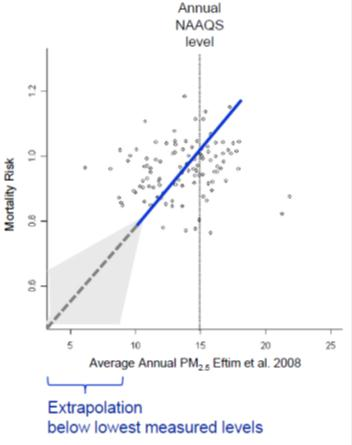 Annual
NAAQS
level
Mortality Risk
1.2
1.0
0.8
0.6
5 10 15 20 25
Average Annual PM2.5 Eftim et al. 2008
Extrapolation
below lowest measured levels